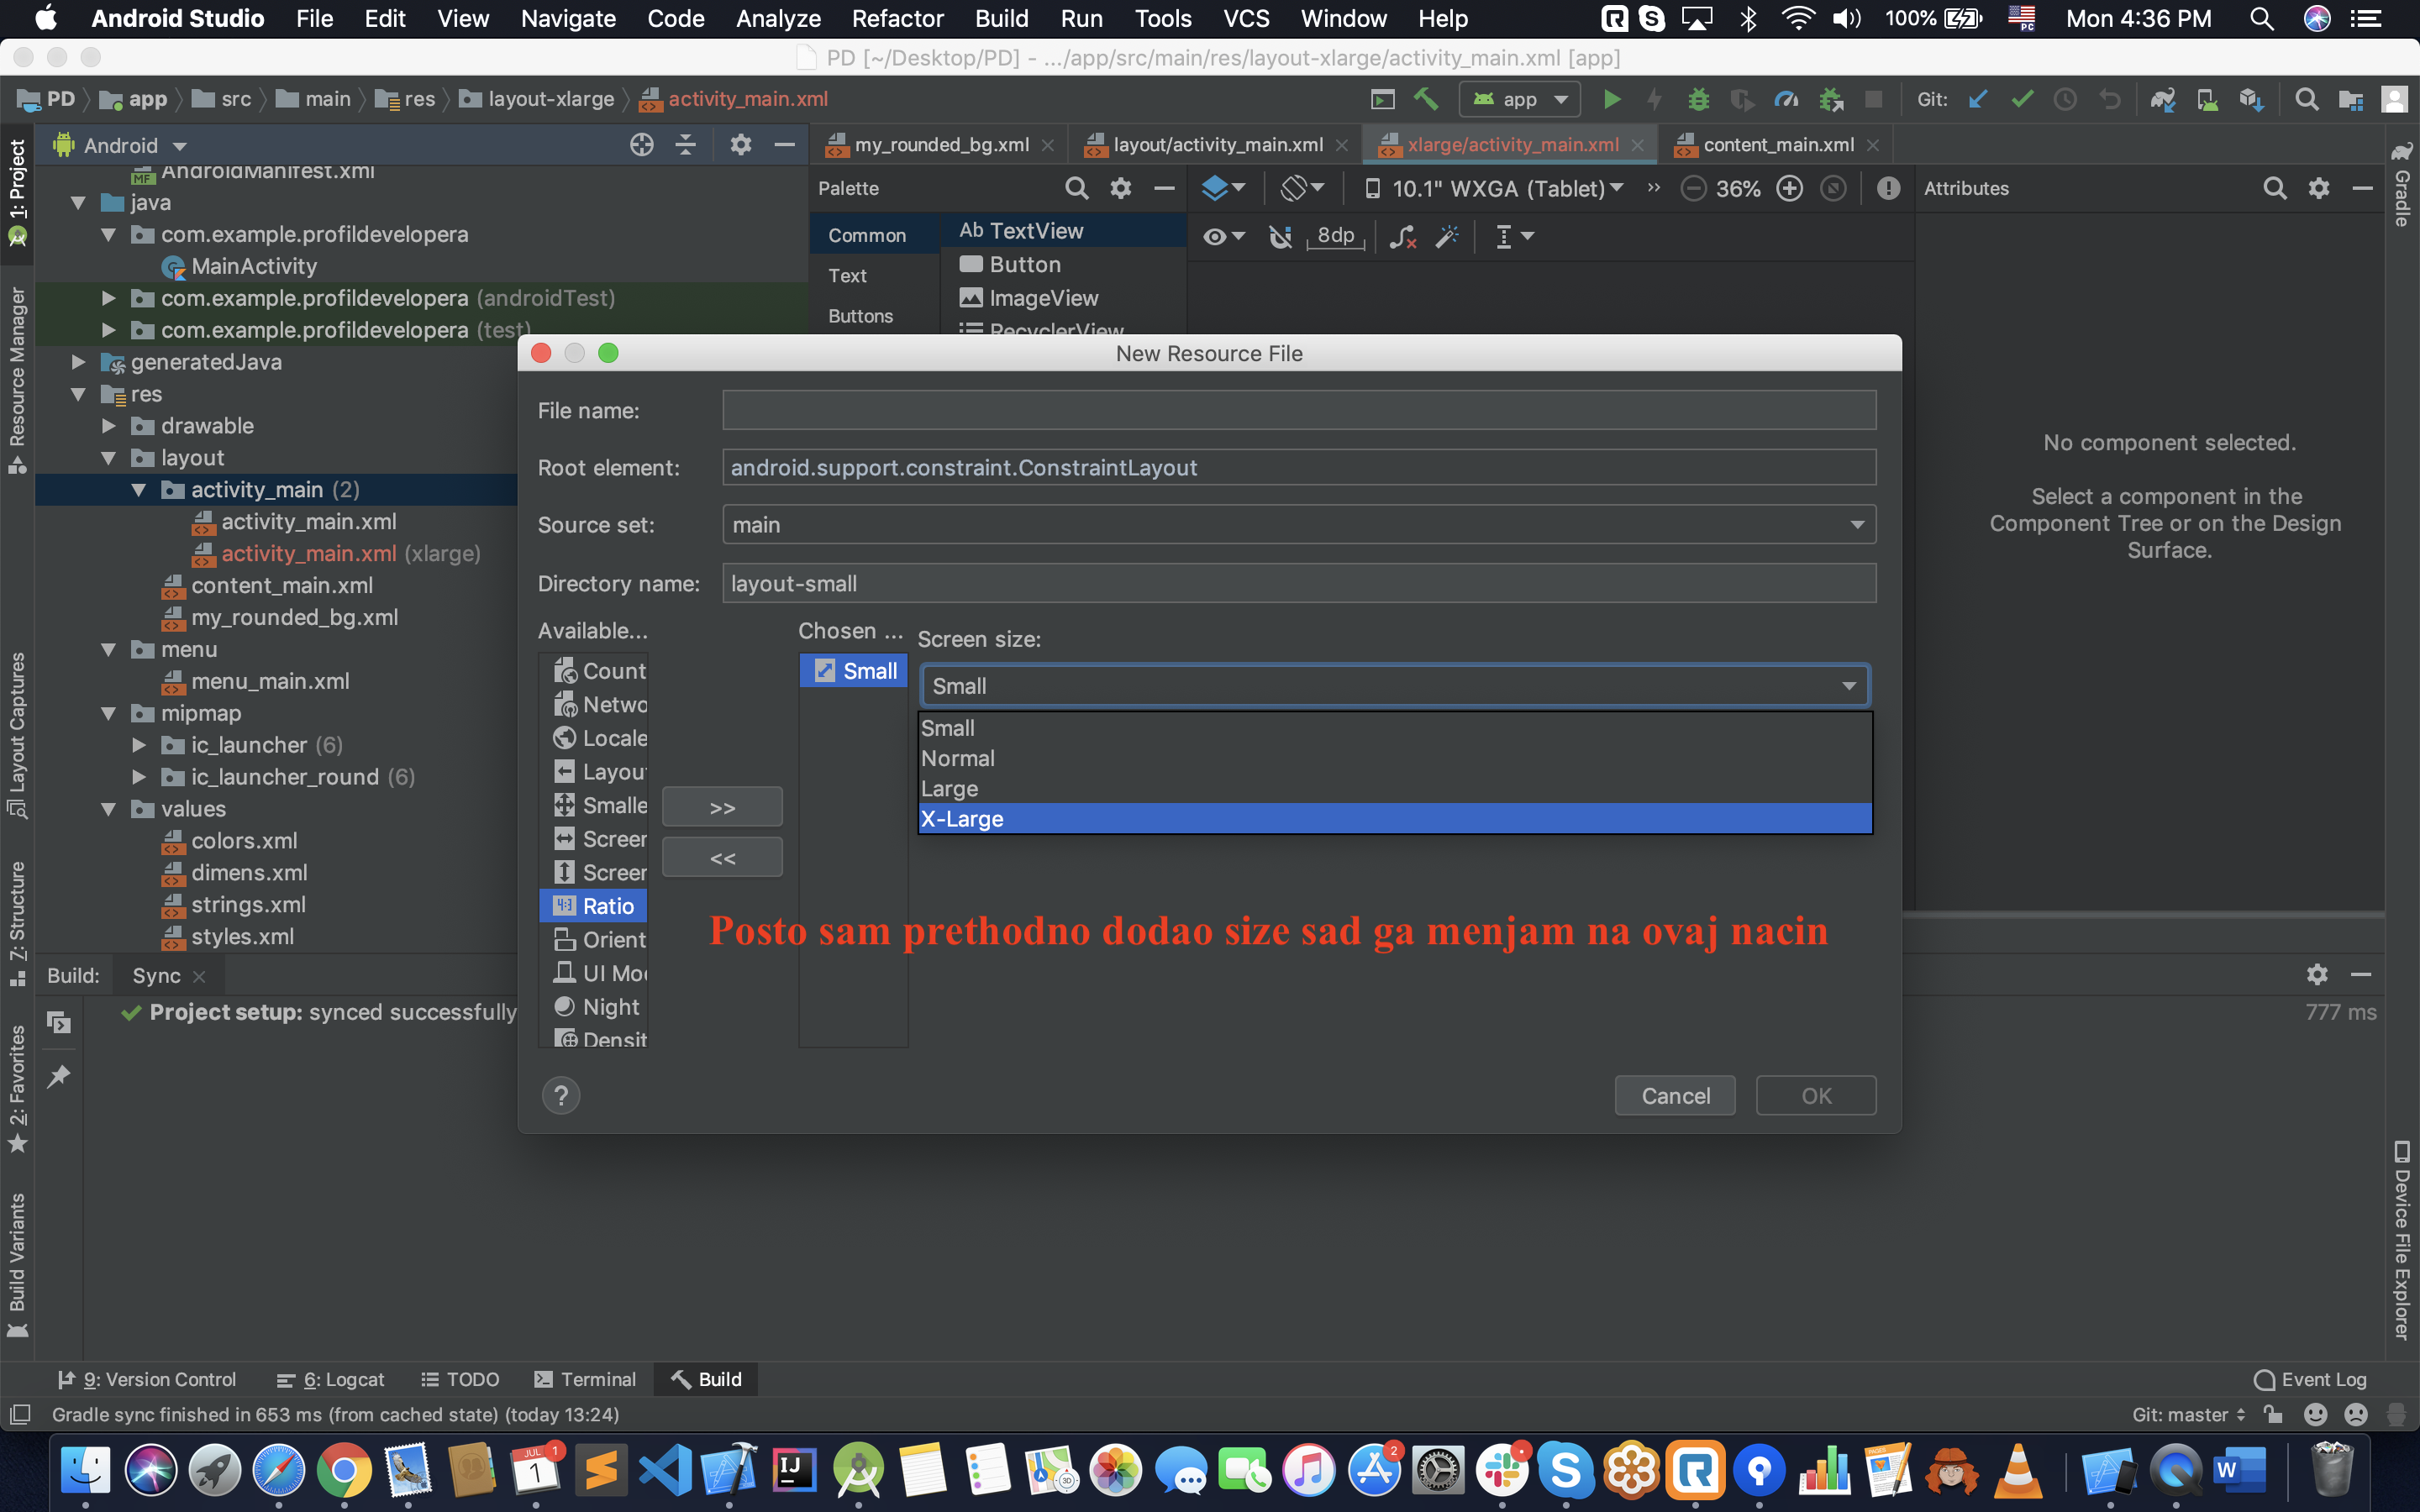 Android Studio File Edit View Navigate Code Analyze Refactor Build Run Tools VCS Window Help 100% PC Mon 4:36 PM
PD [~/Desktop/PD] - .../app/src/main/res/layout-xlarge/activity_main.xml [app]
PD app src main res layout-xlarge activity_main.xml app Git:
Android
my_rounded_bg.xml layout/activity_main.xml xlarge/activity_main.xml content_main.xml
AndroidManifest.xml
java
com.example.profildevelopera
MainActivity
com.example.profildevelopera (androidTest)
com.example.profildevelopera (test)
generatedJava
res
drawable
layout
activity_main (2)
activity_main.xml
activity_main.xml (xlarge)
content_main.xml
my_rounded_bg.xml
menu
menu_main.xml
mipmap
ic_launcher (6)
ic_launcher_round (6)
values
colors.xml
dimens.xml
strings.xml
styles.xml
Palette
Common
Text
Buttons
Ab TextView
Button
ImageView
RecyclerView
10.1" WXGA (Tablet) » 36%
8dp
Attributes
No component selected.
Select a component in the
Component Tree or on the Design
Surface.
New Resource File
File name:
Root element: android.support.constraint.ConstraintLayout
Source set: main
Directory name: layout-small
Available...
Count
Netwo
Locale
Layou
Smalle
Screen
Screen
Ratio
Orient
UI Mo
Night
Densit
>>
<<
Chosen ...
Small
Screen size:
Small
Small
Normal
Large
X-Large
Posto sam prethodno dodao size sad ga menjam na ovaj nacin
?
Cancel OK
1: Project
Resource Manager
Layout Captures
7: Structure
2: Favorites
Build Variants
Gradle
Device File Explorer
Build: Sync
Project setup: synced successfully
777 ms
9: Version Control 6: Logcat TODO Terminal Build Event Log
Gradle sync finished in 653 ms (from cached state) (today 13:24) Git: master
JUL 1 1
IJ
3D
2
S
PAGES
W